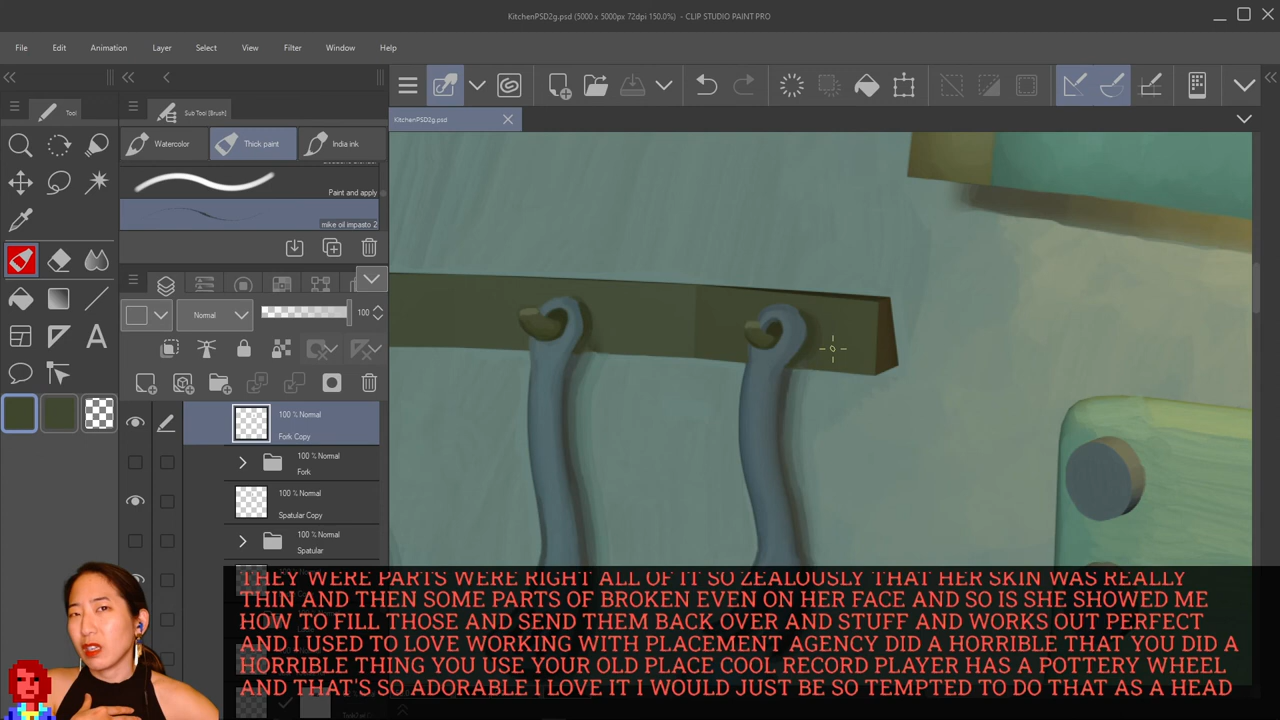 KitchenPSD2g.psd (5000 x 5000px 72dpi 150.0%) - CLIP STUDIO PAINT PRO
File Edit Animation Layer Select View Filter Window Help
Tool
Sub Tool [Brush]
KitchenPSD2g.psd
Watercolor Thick paint India ink
Paint and apply
mike oil impasto 2
Normal 100
100 % Normal
Fork Copy
100 % Normal
Fork
100 % Normal
Spatular Copy
100 % Normal
Spatular
THEY WERE PARTS WERE RIGHT ALL OF IT SO ZEALOUSLY THAT HER SKIN WAS REALLY
THIN AND THEN SOME PARTS OF BROKEN EVEN ON HER FACE AND SO IS SHE SHOWED ME
HOW TO FILL THOSE AND SEND THEM BACK OVER AND STUFF AND WORKS OUT PERFECT
AND I USED TO LOVE WORKING WITH PLACEMENT AGENCY DID A HORRIBLE THAT YOU DID A
HORRIBLE THING YOU USE YOUR OLD PLACE COOL RECORD PLAYER HAS A POTTERY WHEEL
AND THAT'S SO ADORABLE I LOVE IT I WOULD JUST BE SO TEMPTED TO DO THAT AS A HEAD